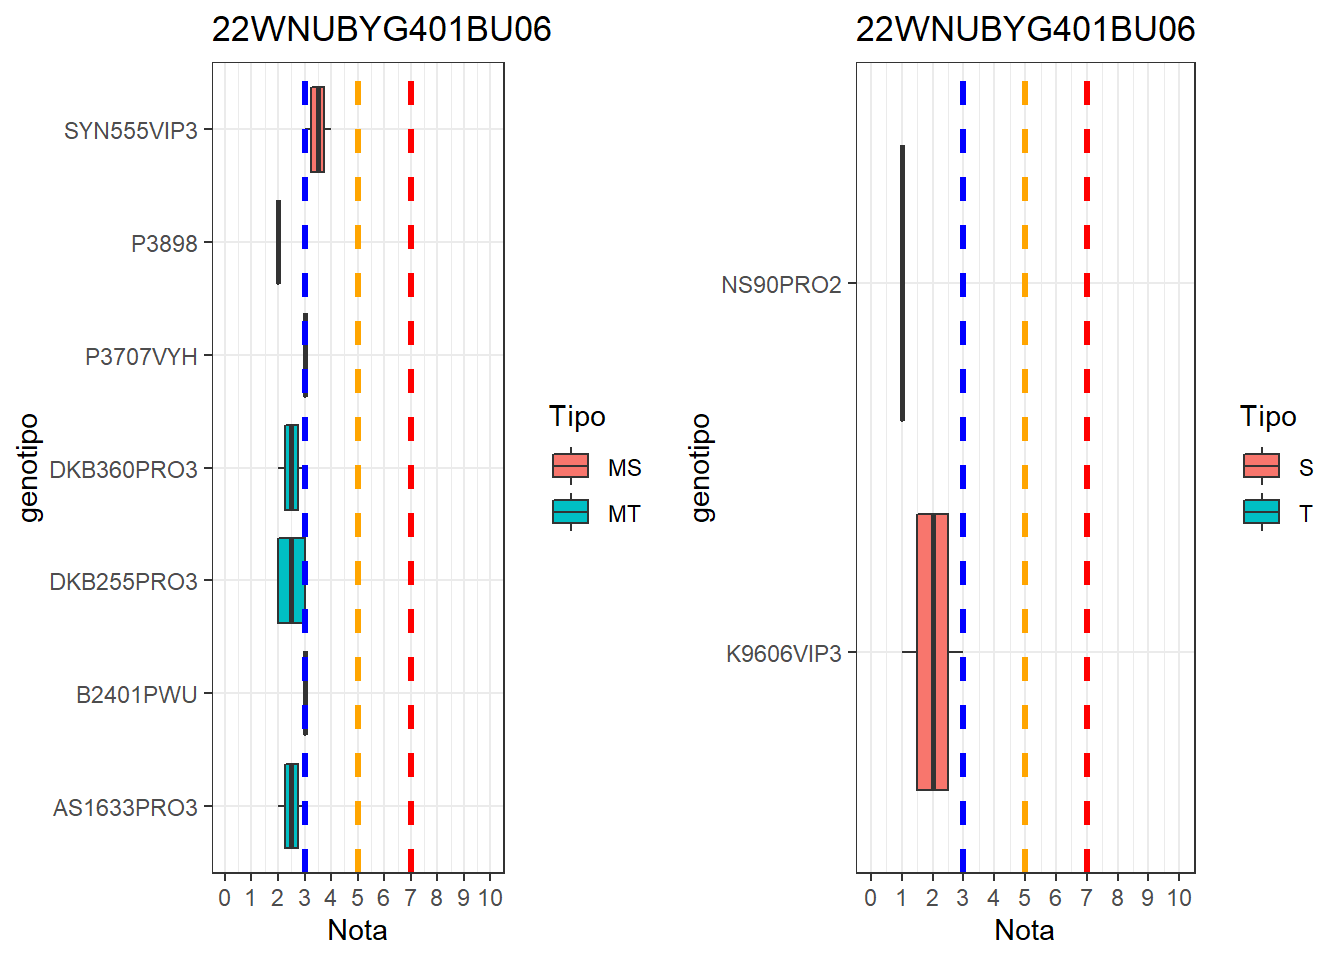 22WNUBYG401BU06
genotipo
SYN555VIP3
P3898
P3707VYH
DKB360PRO3
DKB255PRO3
B2401PWU
AS1633PRO3
0 1 2 3 4 5 6 7 8 9 10
Nota
Tipo
MS
MT
22WNUBYG401BU06
genotipo
NS90PRO2
K9606VIP3
0 1 2 3 4 5 6 7 8 9 10
Nota
Tipo
S
T